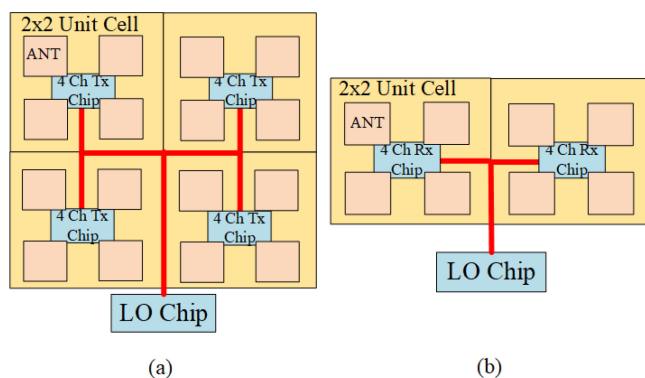 2x2 Unit Cell
ANT
4 Ch Tx
Chip
4 Ch Tx
Chip
4 Ch Tx
Chip
4 Ch Tx
Chip
LO Chip
(a)
2x2 Unit Cell
ANT
4 Ch Rx
Chip
4 Ch Rx
Chip
LO Chip
(b)